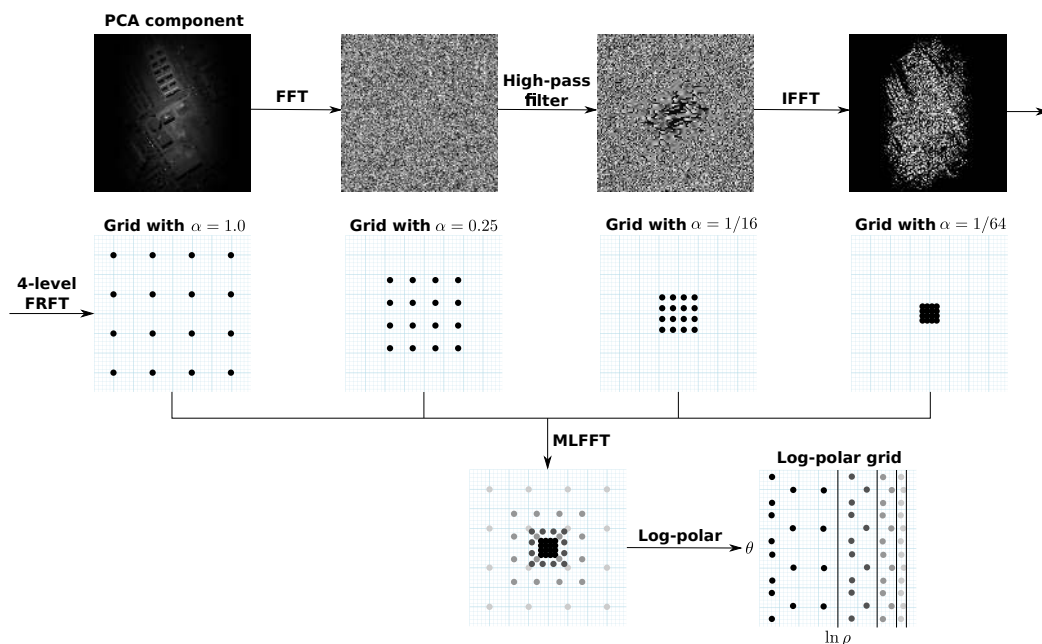 PCA component
FFT
High-pass
filter
IFFT
Grid with α = 1.0
Grid with α = 0.25
Grid with α = 1/16
Grid with α = 1/64
4-level
FRFT
MLFFT
Log-polar grid
Log-polar
θ
ln ρ